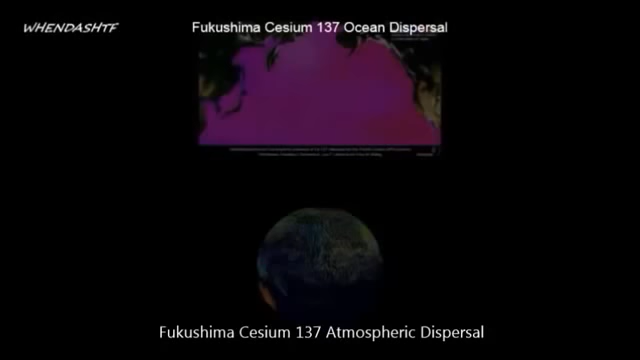 WHENDASHTF
Fukushima Cesium 137 Ocean Dispersal
Fukushima Cesium 137 Atmospheric Dispersal